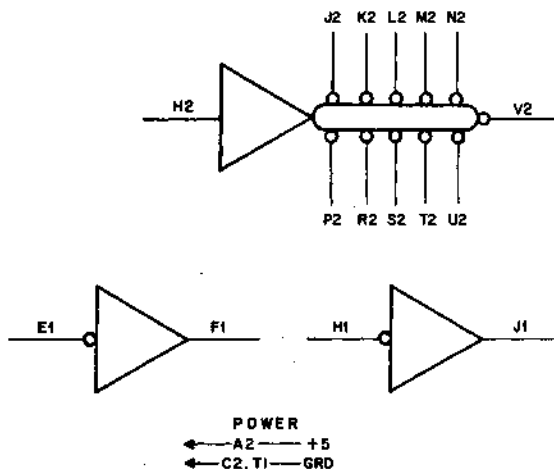 J2 K2 L2 M2 N2
H2
V2
P2 R2 S2 T2 U2
E1 F1 H1 J1
POWER
A2 +5
C2, T1 GRD